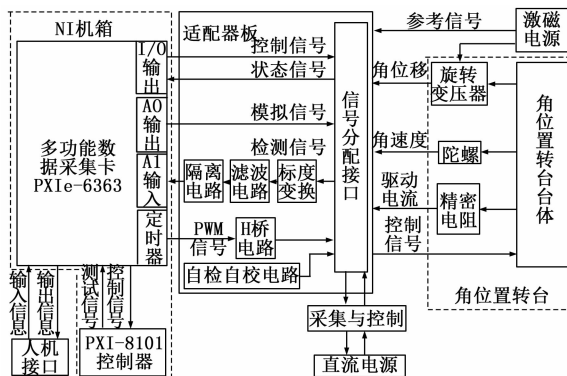 NI机箱
多功能数
据采集卡
PXIe-6363
I/O
输出
AO
输出
AI
输入
定时器
输入信息
输出信息
测试信号
控制信号
人机
接口
PXI-8101
控制器
适配器板
控制信号
状态信号
模拟信号
检测信号
隔离
电路
滤波
电路
标度
变换
PWM
信号
H桥
电路
自检自校电路
信号分配接口
采集与控制
直流电源
参考信号
激磁
电源
角位移
旋转
变压器
角速度
陀螺
驱动
电流
精密
电阻
控制
信号
角位置转台台体
角位置转台